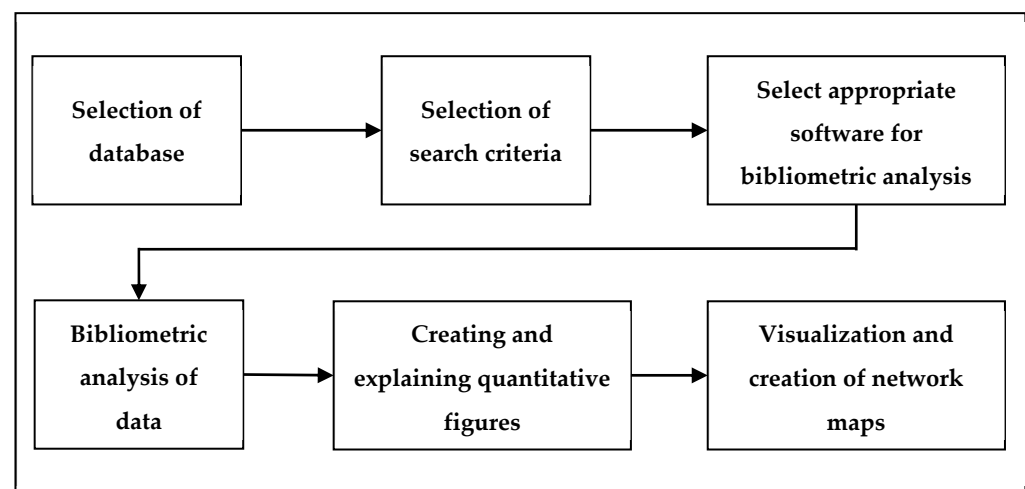 Selection of
database
Selection of
search criteria
Select appropriate
software for
bibliometric analysis
Bibliometric
analysis of
data
Creating and
explaining quantitative
figures
Visualization and
creation of network
maps